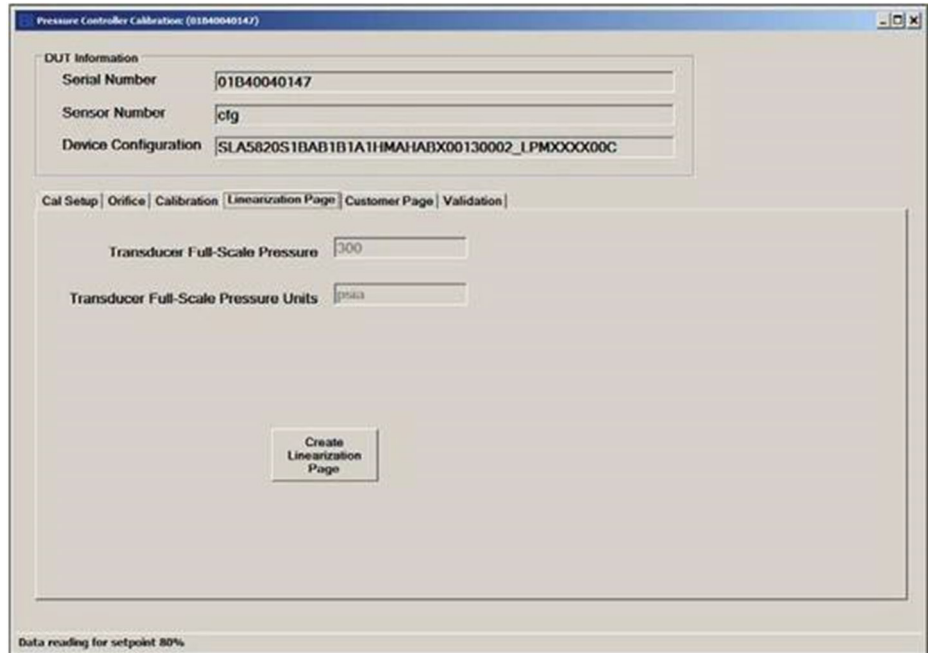 Pressure Controller Calibration: (01B40040147)
DUT Information
Serial Number 01B40040147
Sensor Number cfg
Device Configuration SLA5820S1BAB1B1A1HMAHABX00130002_LPMXXXX00C
Cal Setup Orifice Calibration Linearization Page Customer Page Validation
Transducer Full-Scale Pressure 300
Transducer Full-Scale Pressure Units psia
Create
Linearization
Page
Data reading for setpoint 80%